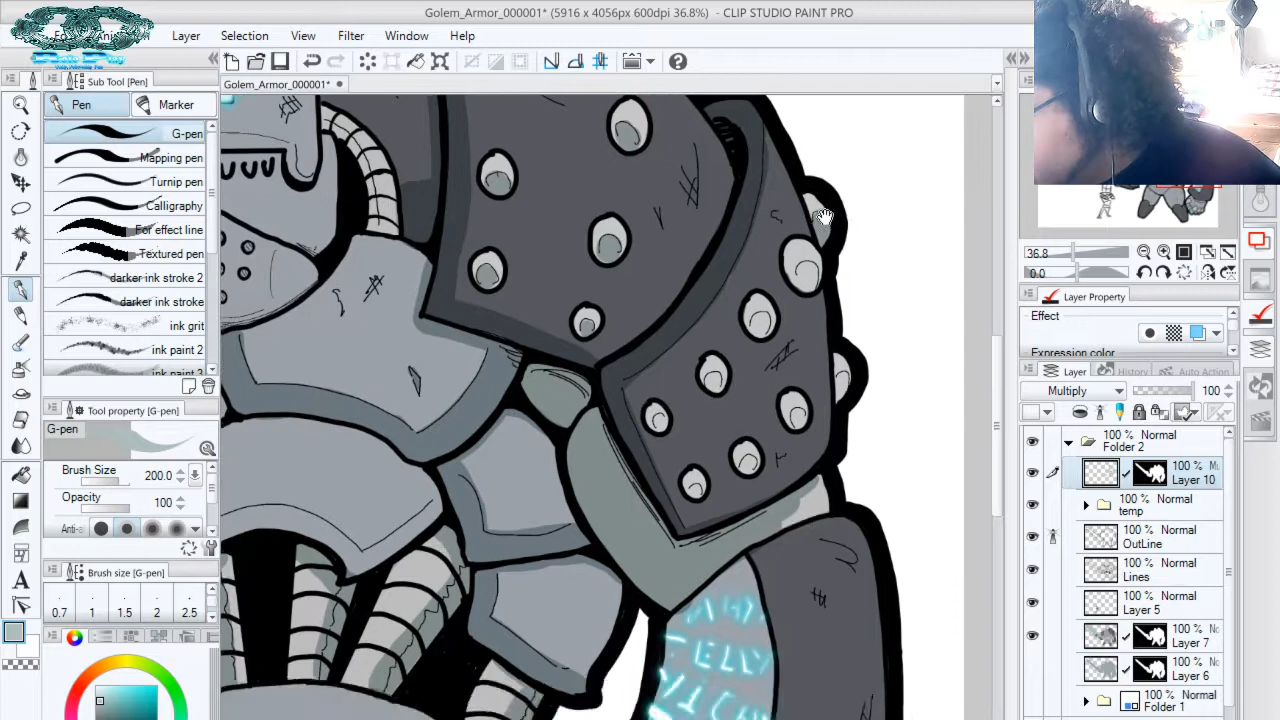 Golem_Armor_000001* (5916 x 4056px 600dpi 36.8%) - CLIP STUDIO PAINT PRO
Layer Selection View Filter Window Help
Golem_Armor_000001*
Sub Tool [Pen]
Pen Marker
G-pen
Mapping pen
Turnip pen
Calligraphy
For effect line
Textured pen
darker ink stroke 2
darker ink stroke
ink grit
ink paint 2
ink paint 3
Tool property [G-pen]
G-pen
Brush Size 200.0
Opacity 100
Anti-a
Brush size [G-pen]
0.7 1 1.5 2 2.5
36.8
0.0
Layer Property
Effect
Expression color
Layer History Auto Action
Multiply 100
100 % Normal
Folder 2
100 % Mu
Layer 10
100 % Normal
temp
100 % Normal
OutLine
100 % Normal
Lines
100 % Normal
Layer 5
100 % No
Layer 7
100 % No
Layer 6
100 % Normal
Folder 1